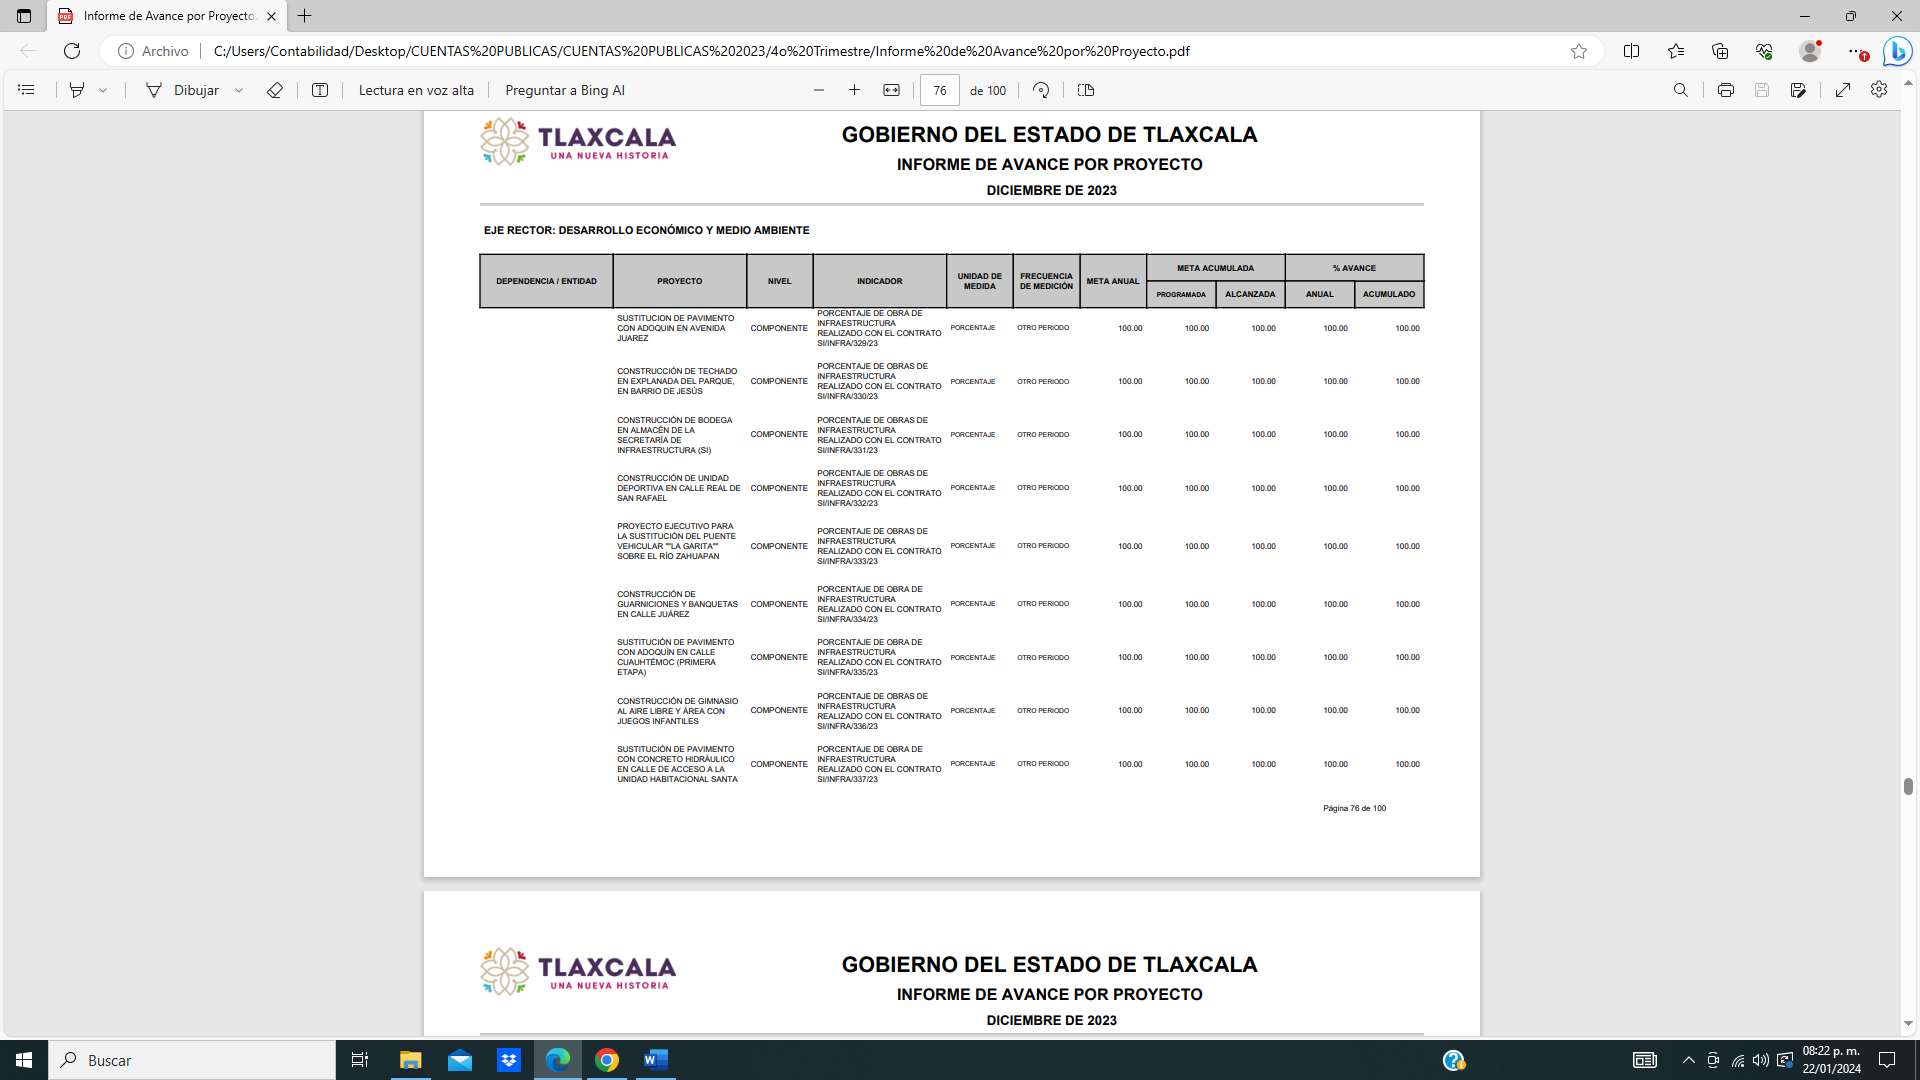 Informe de Avance por Proyecto.
Archivo
C:/Users/Contabilidad/Desktop/CUENTAS%20PUBLICAS/CUENTAS%20PUBLICAS%202023/4o%20Trimestre/Informe%20de%20Avance%20por%20Proyecto.pdf
Dibujar
Lectura en voz alta
Preguntar a Bing AI
76 de 100
TLAXCALA
UNA NUEVA HISTORIA
GOBIERNO DEL ESTADO DE TLAXCALA
INFORME DE AVANCE POR PROYECTO
DICIEMBRE DE 2023
EJE RECTOR: DESARROLLO ECONÓMICO Y MEDIO AMBIENTE
DEPENDENCIA / ENTIDAD
PROYECTO
NIVEL
INDICADOR
UNIDAD DE
MEDIDA
FRECUENCIA
DE MEDICIÓN
META ANUAL
META ACUMULADA
PROGRAMADA
ALCANZADA
% AVANCE
ANUAL
ACUMULADO
SUSTITUCION DE PAVIMENTO
CON ADOQUIN EN AVENIDA
JUAREZ
COMPONENTE
PORCENTAJE DE OBRA DE
INFRAESTRUCTURA
REALIZADO CON EL CONTRATO
SI/INFRA/329/23
PORCENTAJE
OTRO PERIODO
100.00 100.00 100.00 100.00 100.00
CONSTRUCCIÓN DE TECHADO
EN EXPLANADA DEL PARQUE,
EN BARRIO DE JESÚS
COMPONENTE
PORCENTAJE DE OBRAS DE
INFRAESTRUCTURA
REALIZADO CON EL CONTRATO
SI/INFRA/330/23
PORCENTAJE
OTRO PERIODO
100.00 100.00 100.00 100.00 100.00
CONSTRUCCIÓN DE BODEGA
EN ALMACÉN DE LA
SECRETARÍA DE
INFRAESTRUCTURA (SI)
COMPONENTE
PORCENTAJE DE OBRAS DE
INFRAESTRUCTURA
REALIZADO CON EL CONTRATO
SI/INFRA/331/23
PORCENTAJE
OTRO PERIODO
100.00 100.00 100.00 100.00 100.00
CONSTRUCCIÓN DE UNIDAD
DEPORTIVA EN CALLE REAL DE
SAN RAFAEL
COMPONENTE
PORCENTAJE DE OBRAS DE
INFRAESTRUCTURA
REALIZADO CON EL CONTRATO
SI/INFRA/332/23
PORCENTAJE
OTRO PERIODO
100.00 100.00 100.00 100.00 100.00
PROYECTO EJECUTIVO PARA
LA SUSTITUCIÓN DEL PUENTE
VEHICULAR ""LA GARITA""
SOBRE EL RÍO ZAHUAPAN
COMPONENTE
PORCENTAJE DE OBRAS DE
INFRAESTRUCTURA
REALIZADO CON EL CONTRATO
SI/INFRA/333/23
PORCENTAJE
OTRO PERIODO
100.00 100.00 100.00 100.00 100.00
CONSTRUCCIÓN DE
GUARNICIONES Y BANQUETAS
EN CALLE JUÁREZ
COMPONENTE
PORCENTAJE DE OBRA DE
INFRAESTRUCTURA
REALIZADO CON EL CONTRATO
SI/INFRA/334/23
PORCENTAJE
OTRO PERIODO
100.00 100.00 100.00 100.00 100.00
SUSTITUCIÓN DE PAVIMENTO
CON ADOQUÍN EN CALLE
CUAUHTÉMOC (PRIMERA
ETAPA)
COMPONENTE
PORCENTAJE DE OBRA DE
INFRAESTRUCTURA
REALIZADO CON EL CONTRATO
SI/INFRA/335/23
PORCENTAJE
OTRO PERIODO
100.00 100.00 100.00 100.00 100.00
CONSTRUCCIÓN DE GIMNASIO
AL AIRE LIBRE Y ÁREA CON
JUEGOS INFANTILES
COMPONENTE
PORCENTAJE DE OBRAS DE
INFRAESTRUCTURA
REALIZADO CON EL CONTRATO
SI/INFRA/336/23
PORCENTAJE
OTRO PERIODO
100.00 100.00 100.00 100.00 100.00
SUSTITUCIÓN DE PAVIMENTO
CON CONCRETO HIDRÁULICO
EN CALLE DE ACCESO A LA
UNIDAD HABITACIONAL SANTA
COMPONENTE
PORCENTAJE DE OBRA DE
INFRAESTRUCTURA
REALIZADO CON EL CONTRATO
SI/INFRA/337/23
PORCENTAJE
OTRO PERIODO
100.00 100.00 100.00 100.00 100.00
Página 76 de 100
TLAXCALA
UNA NUEVA HISTORIA
GOBIERNO DEL ESTADO DE TLAXCALA
INFORME DE AVANCE POR PROYECTO
DICIEMBRE DE 2023
Buscar
08:22 p. m.
22/01/2024